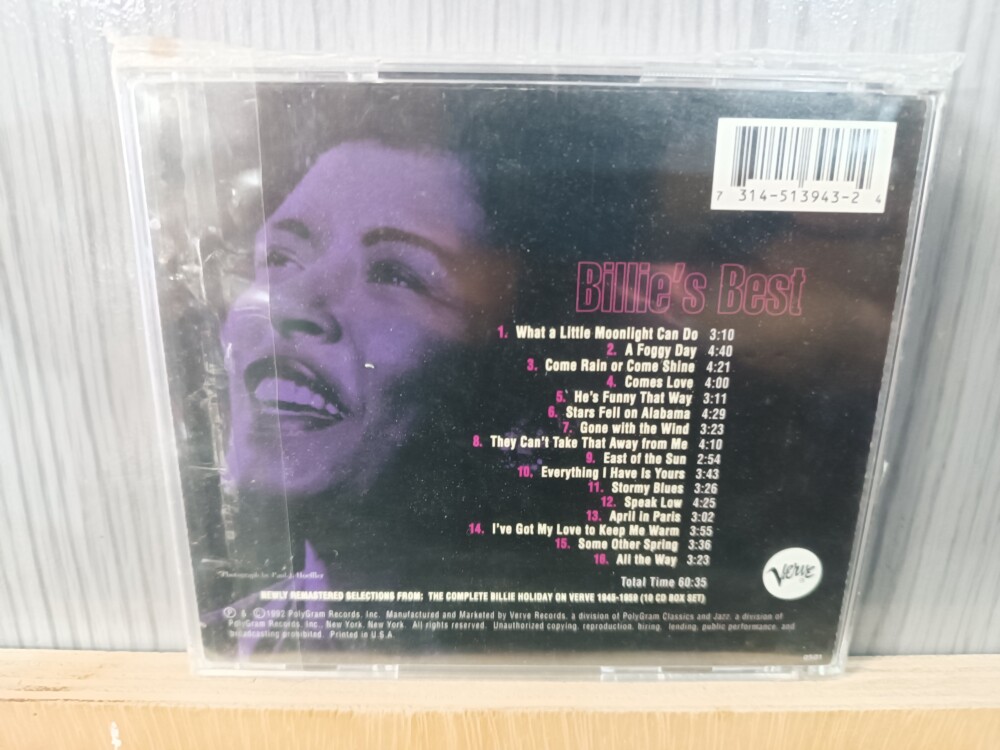 7 314-513943-2 4
Billie's Best
1. What a Little Moonlight Can Do 3:10
2. A Foggy Day 4:40
3. Come Rain or Come Shine 4:21
4. Comes Love 4:00
5. He's Funny That Way 3:11
6. Stars Fell on Alabama 4:29
7. Gone with the Wind 3:23
8. They Can't Take That Away from Me 4:10
9. East of the Sun 2:54
10. Everything I Have Is Yours 3:43
11. Stormy Blues 3:26
12. Speak Low 4:25
13. April in Paris 3:02
14. I've Got My Love to Keep Me Warm 3:55
15. Some Other Spring 3:36
16. All the Way 3:23
Total Time 60:35
Verve
Photograph by Paul J. Hoeffler
NEWLY REMASTERED SELECTIONS FROM: THE COMPLETE BILLIE HOLIDAY ON VERVE 1945-1959 (10 CD BOX SET)
℗ & ©1992 PolyGram Records, Inc. Manufactured and Marketed by Verve Records, a division of PolyGram Classics and Jazz, a division of
PolyGram Records, Inc., New York, New York. All rights reserved. Unauthorized copying, reproduction, hiring, lending, public performance, and
broadcasting prohibited. Printed in U.S.A.